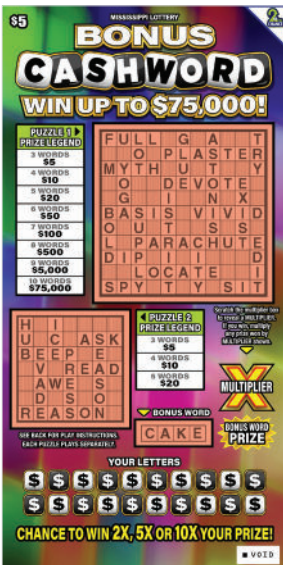 $5
MISSISSIPPI LOTTERY
2
BONUS
CASHWORD
WIN UP TO $75,000!
PUZZLE 1
PRIZE LEGEND
3 WORDS
$5
4 WORDS
$10
5 WORDS
$20
6 WORDS
$50
7 WORDS
$100
8 WORDS
$500
9 WORDS
$5,000
10 WORDS
$75,000
FULL G A T
O PLASTER
MYTH U T Y
O DEVOTE
G I N X
BASIS VIVID
O U T S S
L PARACHUTE
DIP I I D
LOCATE I
SPYTTY SIT
H
U C ASK
BEEP E E
V READ
AWE S
D S O
REASON
PUZZLE 2
PRIZE LEGEND
3 WORDS
$5
4 WORDS
$10
5 WORDS
$20
Scratch the multiplier box
to reveal a MULTIPLIER.
If you win, multiply
any prize won by
MULTIPLIER shown.
X
MULTIPLIER
BONUS WORD
CAKE
BONUS WORD
PRIZE
SEE BACK FOR PLAY INSTRUCTIONS.
EACH PUZZLE PLAYS SEPARATELY.
YOUR LETTERS
$ $ $ $ $ $ $ $ $ $
$ $ $ $ $ $ $ $ $ $
CHANCE TO WIN 2X, 5X OR 10X YOUR PRIZE!
VOID